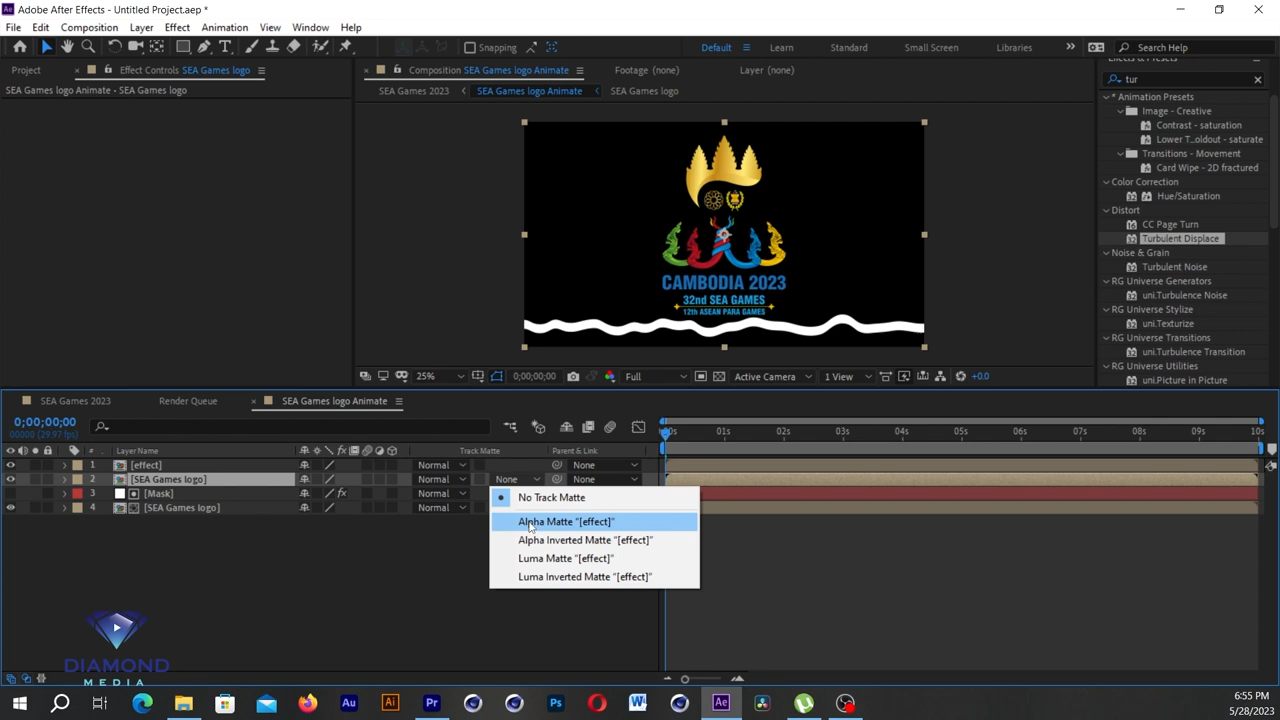 Adobe After Effects - Untitled Project.aep *
File Edit Composition Layer Effect Animation View Window Help
Snapping Default Learn Standard Small Screen Libraries Search Help
Project Effect Controls SEA Games logo Composition SEA Games logo Animate Footage (none) Layer (none) Effects & Presets
SEA Games logo Animate • SEA Games logo
SEA Games 2023 SEA Games logo Animate SEA Games logo
tur
* Animation Presets
Image - Creative
Contrast - saturation
Lower T...oldout - saturate
Transitions - Movement
Card Wipe - 2D fractured
Color Correction
Hue/Saturation
Distort
CC Page Turn
Turbulent Displace
Noise & Grain
Turbulent Noise
RG Universe Generators
uni.Turbulence Noise
RG Universe Stylize
uni.Texturize
RG Universe Transitions
uni.Turbulence Transition
RG Universe Utilities
uni.Picture in Picture
CAMBODIA 2023
32nd SEA GAMES
12th ASEAN PARA GAMES
25% 0;00;00;00 Full Active Camera 1 View +0.0
SEA Games 2023 Render Queue SEA Games logo Animate
0;00;00;00
00000 (29.97 fps)
:00s 01s 02s 03s 04s 05s 06s 07s 08s 09s 10s
# Layer Name Track Matte Parent & Link
1 [effect] Normal None
2 [SEA Games logo] Normal None None
3 [Mask] Normal
4 [SEA Games logo] Normal
No Track Matte
Alpha Matte "[effect]"
Alpha Inverted Matte "[effect]"
Luma Matte "[effect]"
Luma Inverted Matte "[effect]"
DIAMOND
MEDIA
6:55 PM
5/28/2023